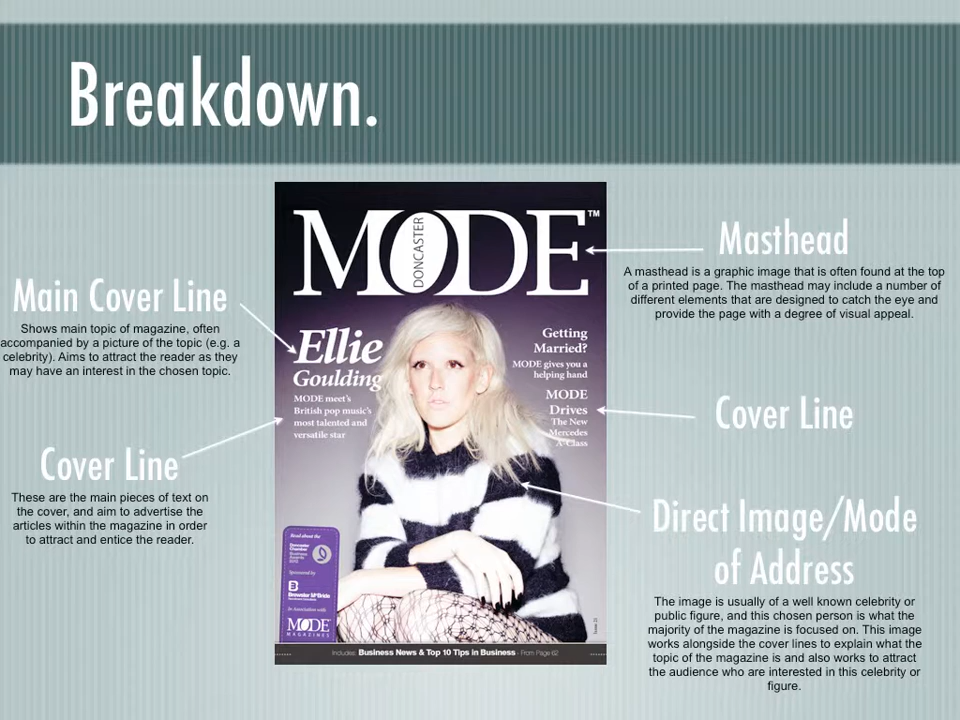 Breakdown.
MODE™
DONCASTER
Masthead
A masthead is a graphic image that is often found at the top
of a printed page. The masthead may include a number of
different elements that are designed to catch the eye and
provide the page with a degree of visual appeal.
Main Cover Line
Shows main topic of magazine, often
accompanied by a picture of the topic (e.g. a
celebrity). Aims to attract the reader as they
may have an interest in the chosen topic.
Ellie
Goulding
MODE meet's
British pop music's
most talented and
versatile star
Getting
Married?
MODE gives you a
helping hand
MODE
Drives
The New
Mercedes
A-Class
Cover Line
Cover Line
These are the main pieces of text on
the cover, and aim to advertise the
articles within the magazine in order
to attract and entice the reader.
Direct Image/Mode
of Address
The image is usually of a well known celebrity or
public figure, and this chosen person is what the
majority of the magazine is focused on. This image
works alongside the cover lines to explain what the
topic of the magazine is and also works to attract
the audience who are interested in this celebrity or
figure.
Read about the
Doncaster
Chamber
Business
Awards
Sponsored by
Browster McBride
In Association with
MODE
MAGAZINES
Includes: Business News & Top 10 Tips in Business - From Page 62